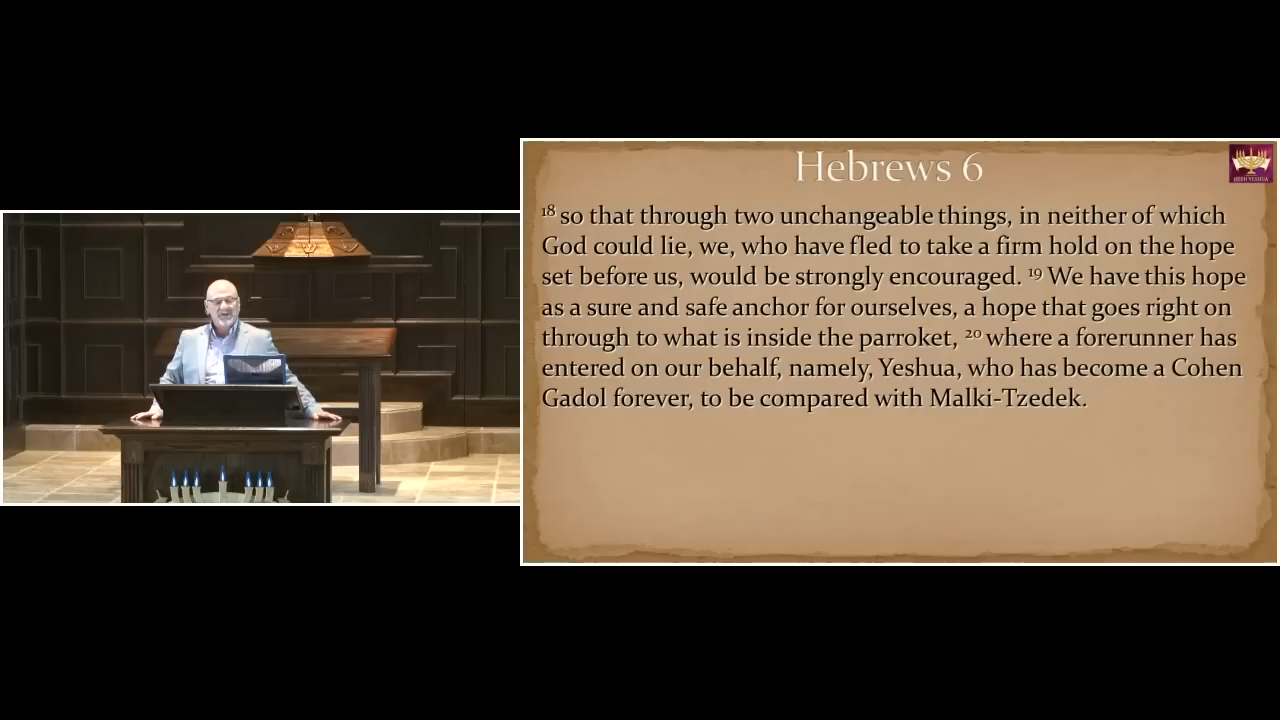 Hebrews 6
18 so that through two unchangeable things, in neither of which
God could lie, we, who have fled to take a firm hold on the hope
set before us, would be strongly encouraged. 19 We have this hope
as a sure and safe anchor for ourselves, a hope that goes right on
through to what is inside the parroket, 20 where a forerunner has
entered on our behalf, namely, Yeshua, who has become a Cohen
Gadol forever, to be compared with Malki-Tzedek.